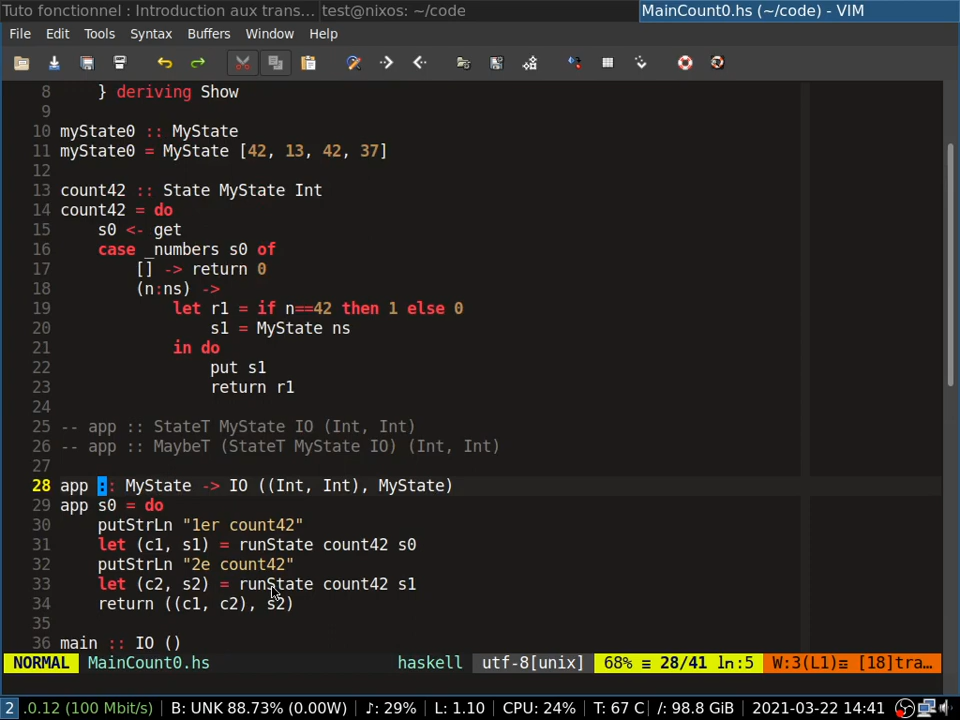 Tuto fonctionnel : Introduction aux trans... test@nixos: ~/code MainCount0.hs (~/code) - VIM
File Edit Tools Syntax Buffers Window Help
8 } deriving Show
9
10 myState0 :: MyState
11 myState0 = MyState [42, 13, 42, 37]
12
13 count42 :: State MyState Int
14 count42 = do
15 s0 <- get
16 case _numbers s0 of
17 [] -> return 0
18 (n:ns) ->
19 let r1 = if n==42 then 1 else 0
20 s1 = MyState ns
21 in do
22 put s1
23 return r1
24
25 -- app :: StateT MyState IO (Int, Int)
26 -- app :: MaybeT (StateT MyState IO) (Int, Int)
27
28 app :: MyState -> IO ((Int, Int), MyState)
29 app s0 = do
30 putStrLn "1er count42"
31 let (c1, s1) = runState count42 s0
32 putStrLn "2e count42"
33 let (c2, s2) = runState count42 s1
34 return ((c1, c2), s2)
35
36 main :: IO ()
NORMAL MainCount0.hs haskell utf-8[unix] 68% ≡ 28/41 ln:5 W:3(L1)≡ [18]tra...
2 .0.12 (100 Mbit/s) B: UNK 88.73% (0.00W) ♪: 29% L: 1.10 CPU: 24% T: 67 C /: 98.8 GiB 2021-03-22 14:41